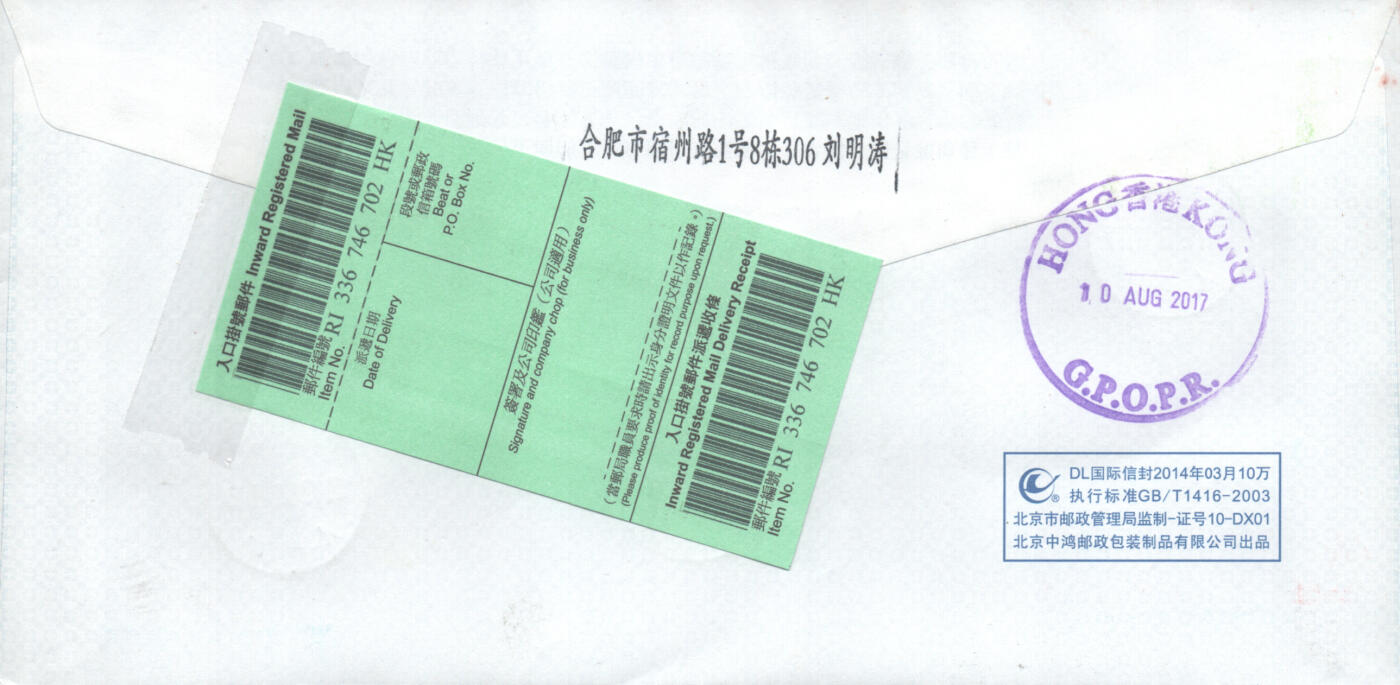 合肥市宿州路1号8栋306 刘明涛
入口掛號郵件 Inward Registered Mail
郵件編號
Item No. RI 336 746 702 HK
段號或郵政
信箱號碼
Beat or
P.O. Box No.
派遞日期
Date of Delivery
簽署及公司印鑑（公司適用）
Signature and company chop (for business only)
（當郵局職員要求時請出示身分證明文件以作記錄。）
(Please produce proof of identity for record purpose upon request.)
入口掛號郵件派遞收條
Inward Registered Mail Delivery Receipt
郵件編號
Item No. RI 336 746 702 HK
HONG 香港 KONG
10 AUG 2017
G.P.O.P.R.
DL国际信封2014年03月10万
® 执行标准GB/T1416-2003
北京市邮政管理局监制-证号10-DX01
北京中鸿邮政包装制品有限公司出品